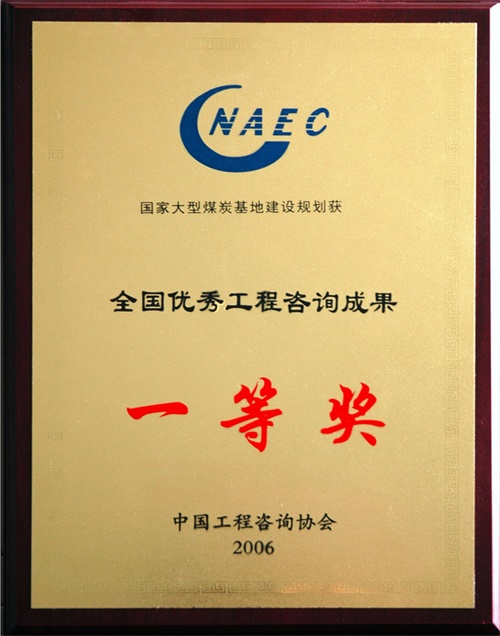 CNAEC
国家大型煤炭基地建设规划获
全国优秀工程咨询成果
一等奖
中国工程咨询协会
2006